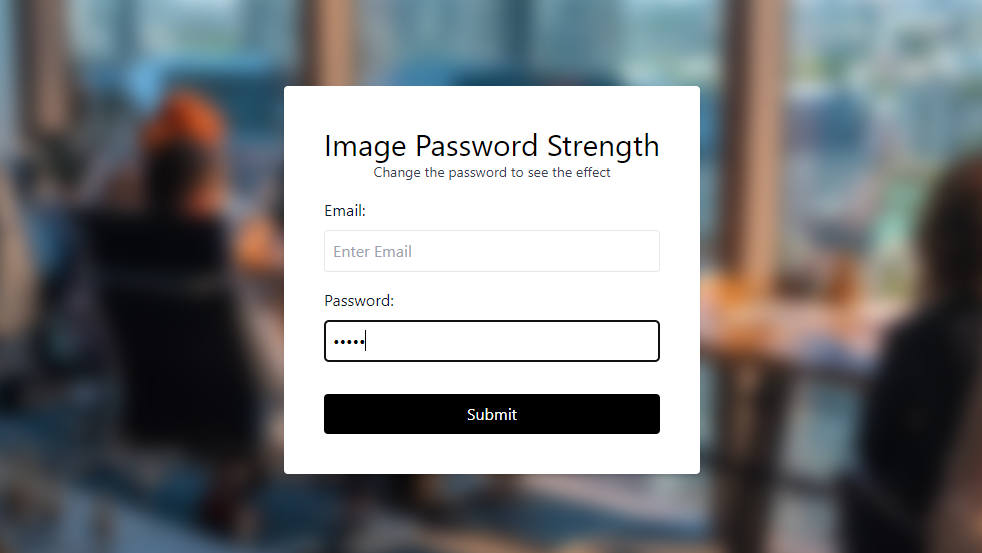 Image Password Strength
Change the password to see the effect
Email:
Enter Email
Password:
•••••
Submit